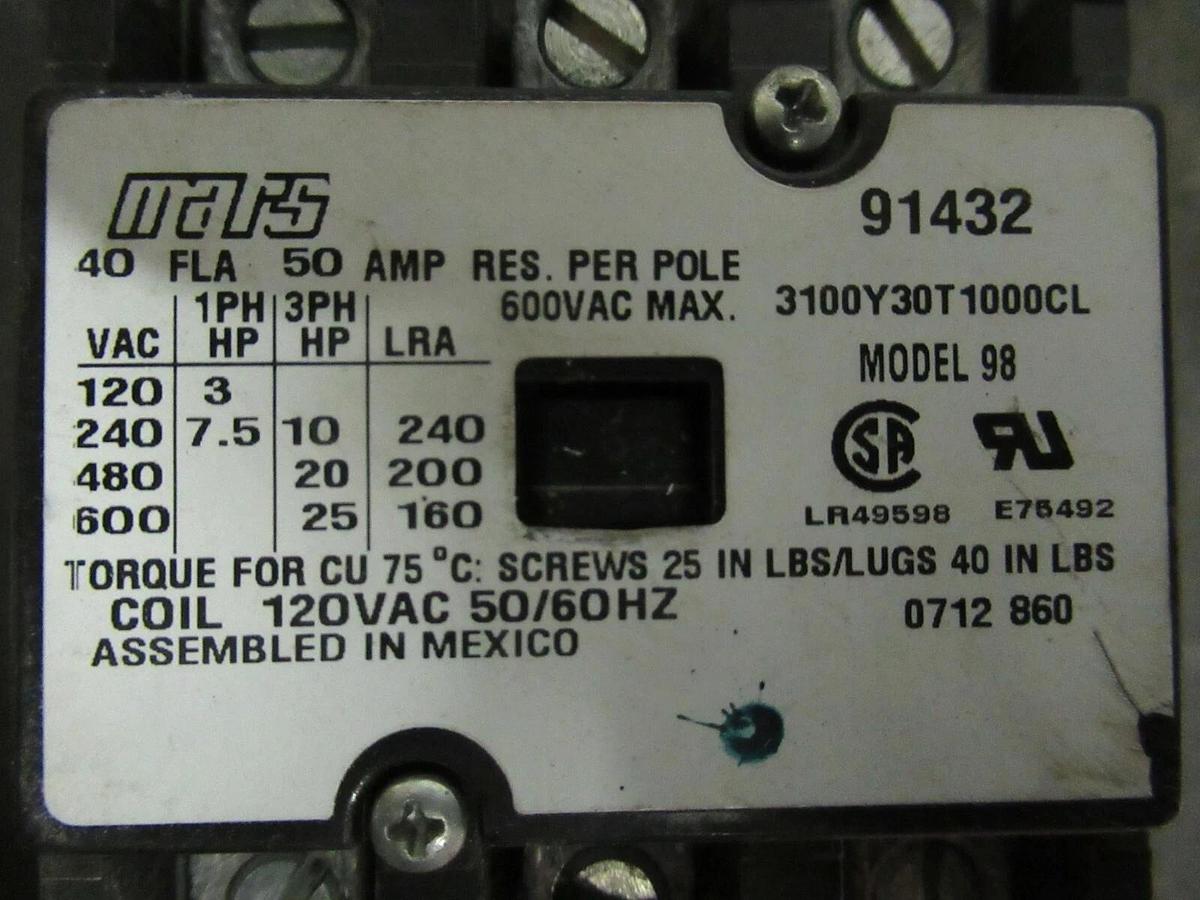 mars
91432
40 FLA 50 AMP RES. PER POLE
600VAC MAX. 3100Y30T1000CL
1PH 3PH
VAC HP HP LRA
MODEL 98
120 3
240 7.5 10 240
480 20 200
600 25 160
SA
RU
LR49598 E75492
TORQUE FOR CU 75°C: SCREWS 25 IN LBS/LUGS 40 IN LBS
COIL 120VAC 50/60HZ 0712 860
ASSEMBLED IN MEXICO